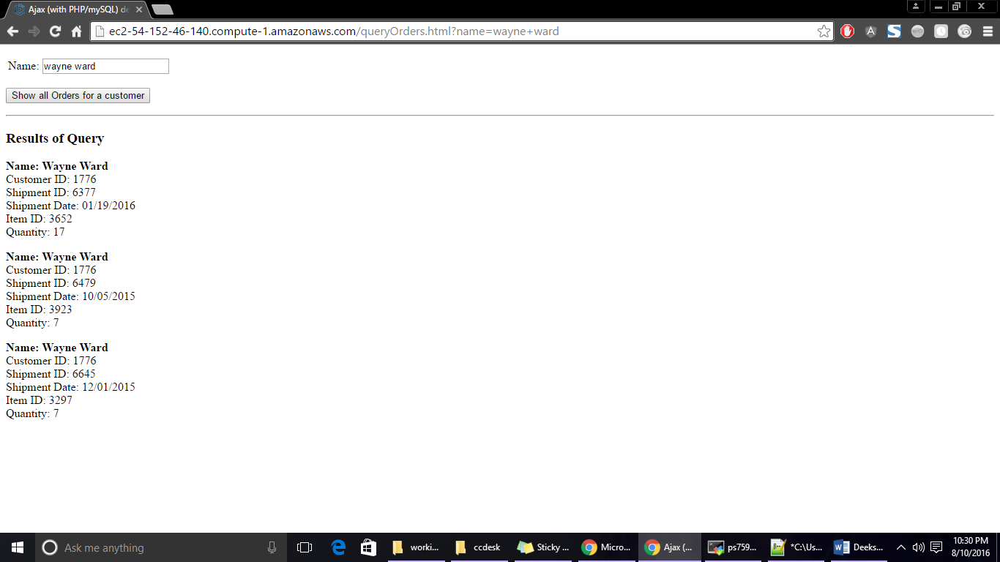 Ajax (with PHP/mySQL) de
ec2-54-152-46-140.compute-1.amazonaws.com/queryOrders.html?name=wayne+ward
Name: wayne ward
Show all Orders for a customer
Results of Query
Name: Wayne Ward
Customer ID: 1776
Shipment ID: 6377
Shipment Date: 01/19/2016
Item ID: 3652
Quantity: 17
Name: Wayne Ward
Customer ID: 1776
Shipment ID: 6479
Shipment Date: 10/05/2015
Item ID: 3923
Quantity: 7
Name: Wayne Ward
Customer ID: 1776
Shipment ID: 6645
Shipment Date: 12/01/2015
Item ID: 3297
Quantity: 7
Ask me anything worki... ccdesk Sticky ... Micro... Ajax (... ps759... *C:\Us... Deeks... 10:30 PM
8/10/2016